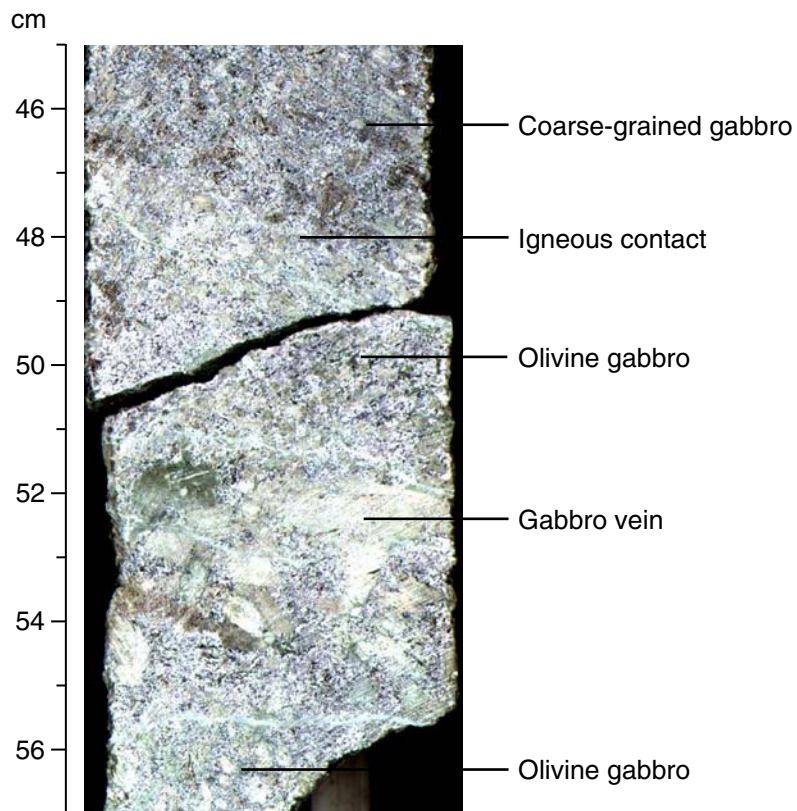 cm
46
Coarse-grained gabbro
48
Igneous contact
50
Olivine gabbro
52
Gabbro vein
54
56
Olivine gabbro